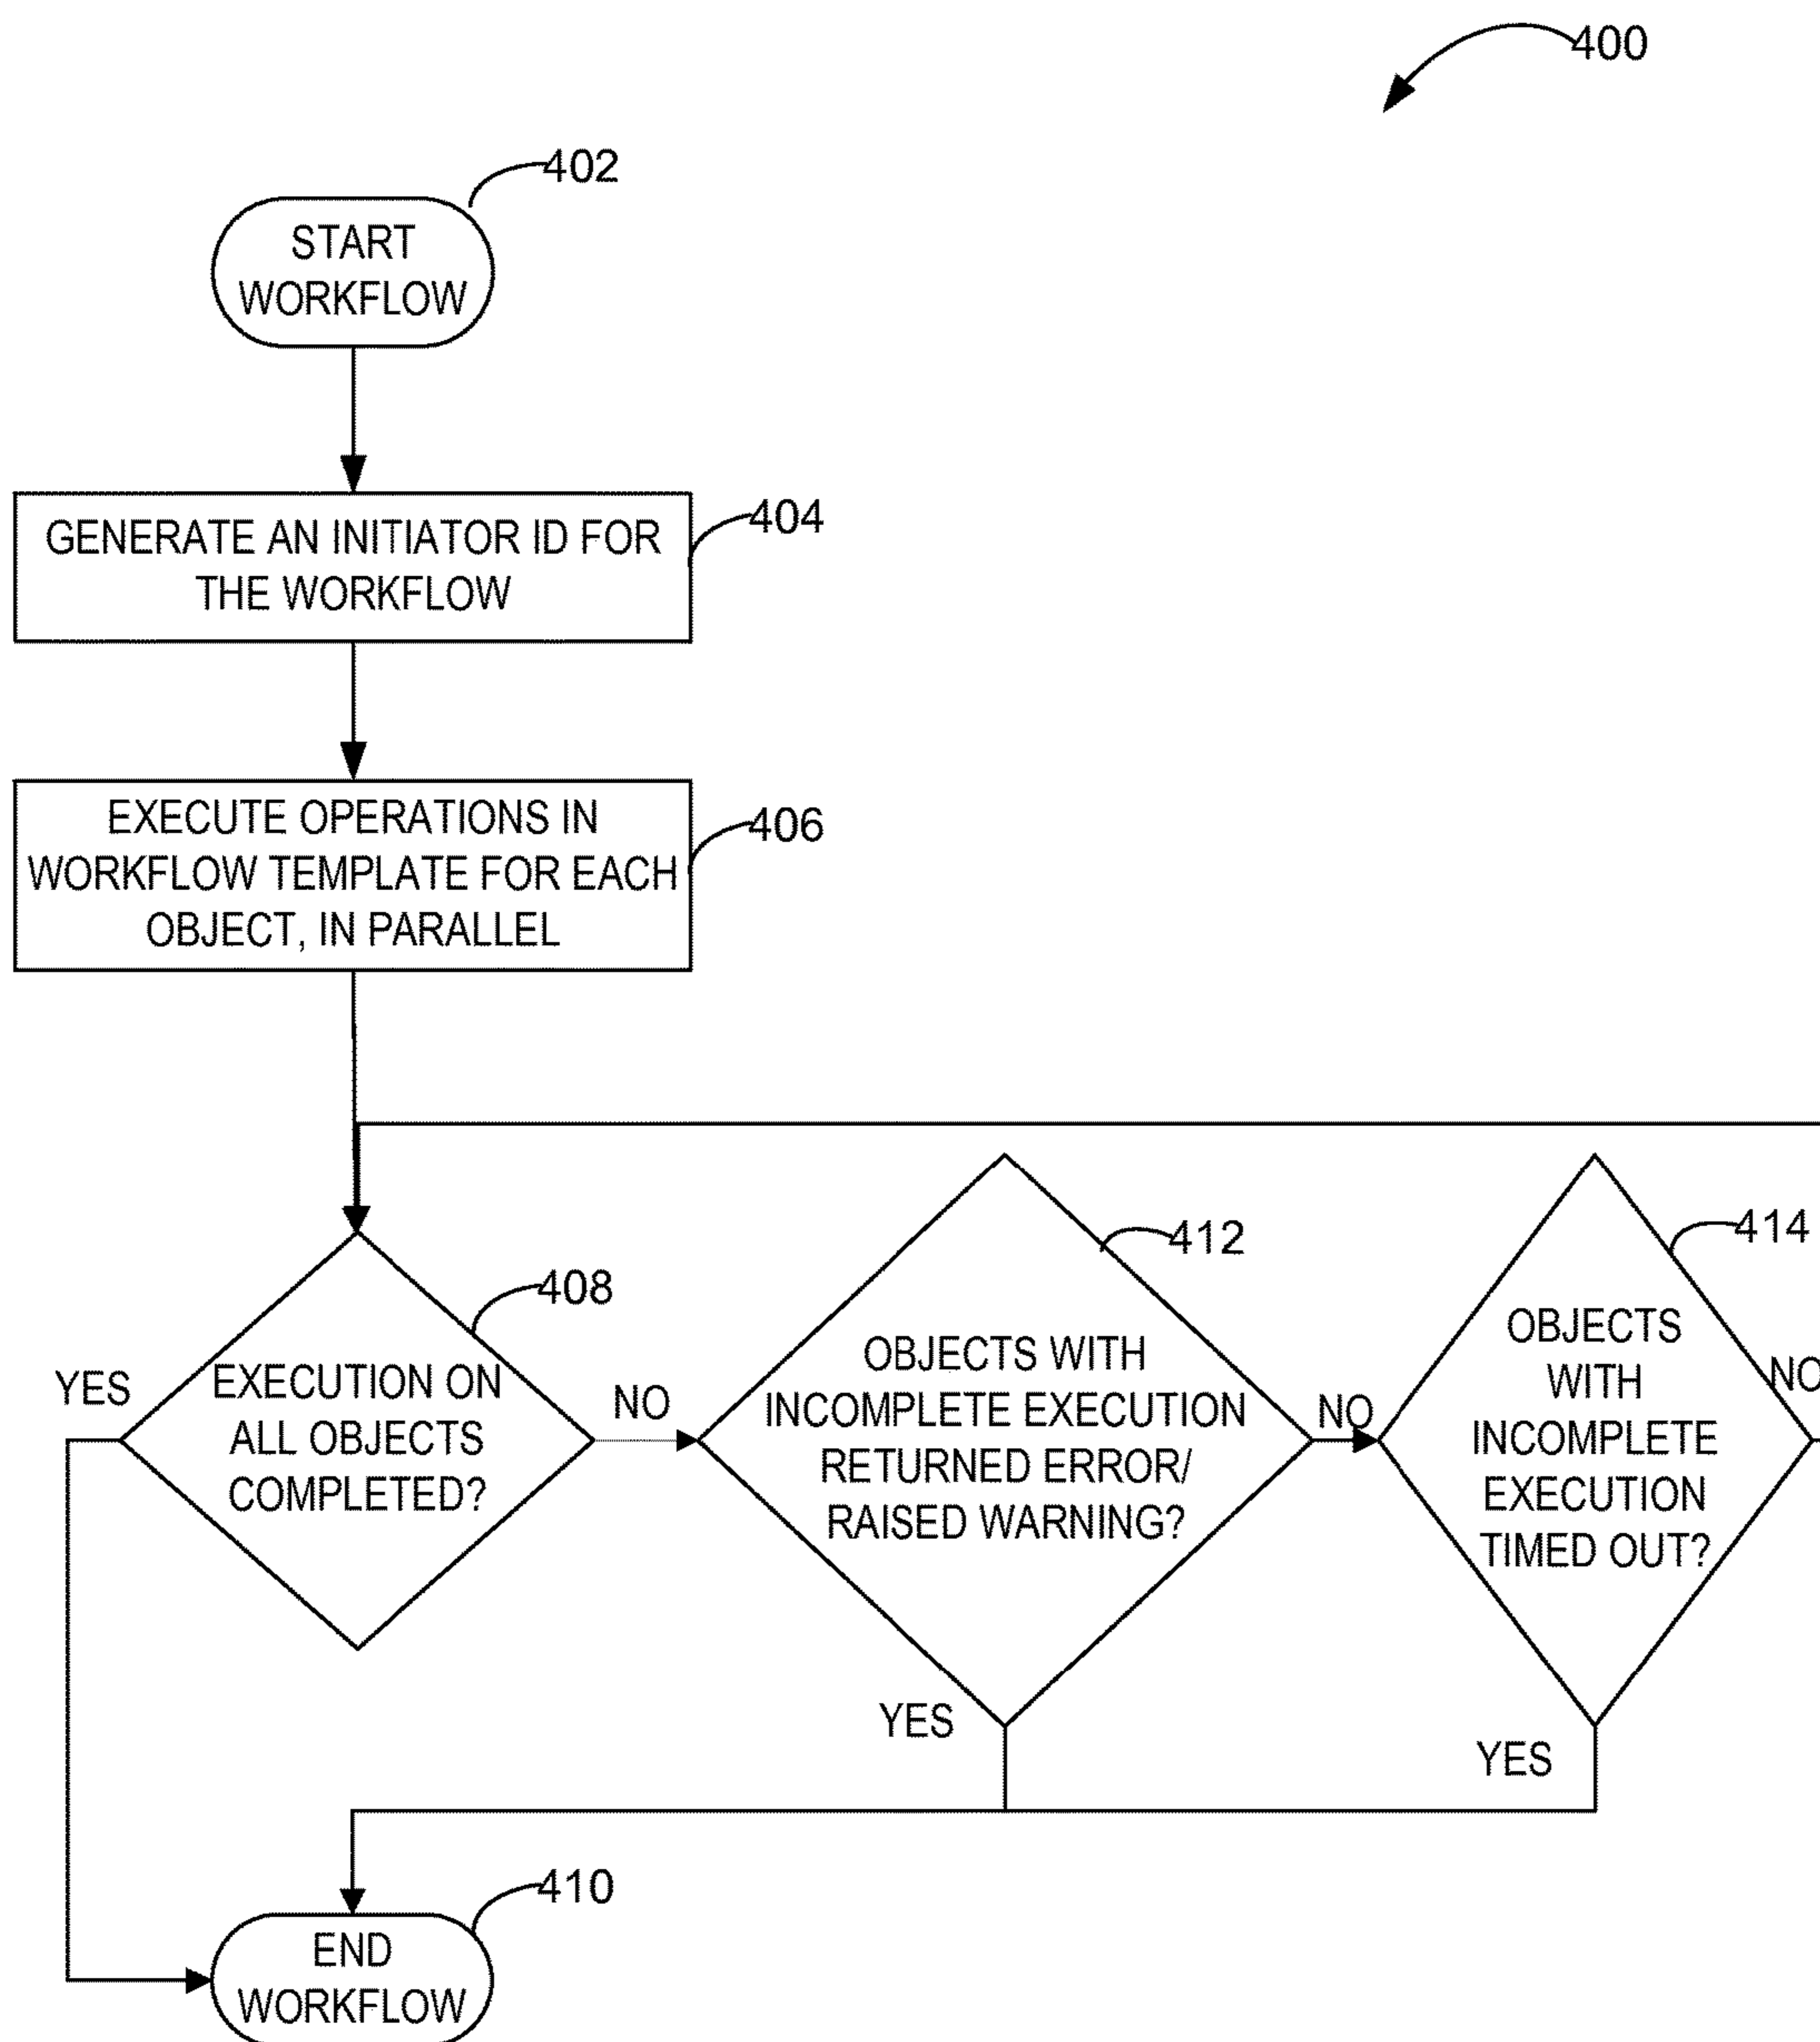 400
402
START
WORKFLOW
404
GENERATE AN INITIATOR ID FOR
THE WORKFLOW
406
EXECUTE OPERATIONS IN
WORKFLOW TEMPLATE FOR EACH
OBJECT, IN PARALLEL
408
YES
EXECUTION ON
ALL OBJECTS
COMPLETED?
NO
412
OBJECTS WITH
INCOMPLETE EXECUTION
RETURNED ERROR/
RAISED WARNING?
YES
NO
414
OBJECTS
WITH
INCOMPLETE
EXECUTION
TIMED OUT?
NO
YES
410
END
WORKFLOW